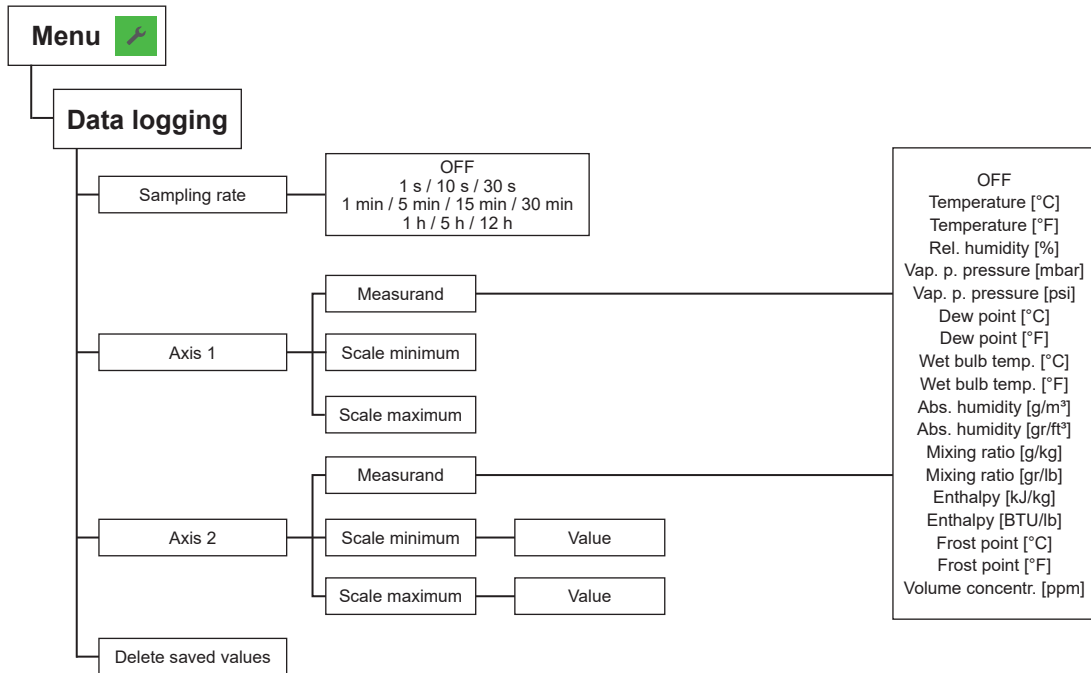 Menu
Data logging
Sampling rate
OFF
1 s / 10 s / 30 s
1 min / 5 min / 15 min / 30 min
1 h / 5 h / 12 h
Axis 1
Measurand
Scale minimum
Scale maximum
Axis 2
Measurand
Scale minimum
Value
Scale maximum
Value
Delete saved values
OFF
Temperature [°C]
Temperature [°F]
Rel. humidity [%]
Vap. p. pressure [mbar]
Vap. p. pressure [psi]
Dew point [°C]
Dew point [°F]
Wet bulb temp. [°C]
Wet bulb temp. [°F]
Abs. humidity [g/m³]
Abs. humidity [gr/ft³]
Mixing ratio [g/kg]
Mixing ratio [gr/lb]
Enthalpy [kJ/kg]
Enthalpy [BTU/lb]
Frost point [°C]
Frost point [°F]
Volume concentr. [ppm]